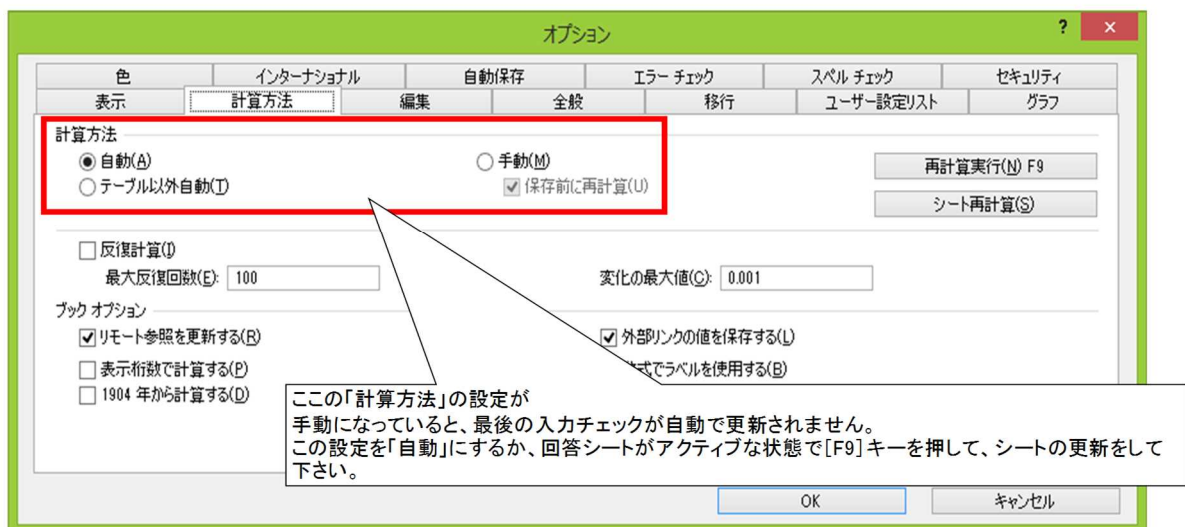 オプション
? ×
色 インターナショナル 自動保存 エラー チェック スペル チェック セキュリティ
表示 計算方法 編集 全般 移行 ユーザー設定リスト グラフ
計算方法
自動(A) 手動(M)
テーブル以外自動(T) 保存前に再計算(U)
再計算実行(N) F9
シート再計算(S)
反復計算(I)
最大反復回数(E): 100 変化の最大値(C): 0.001
ブック オプション
リモート参照を更新する(R) 外部リンクの値を保存する(L)
表示桁数で計算する(P) 式でラベルを使用する(B)
1904 年から計算する(D)
ここの「計算方法」の設定が
手動になっていると、最後の入力チェックが自動で更新されません。
この設定を「自動」にするか、回答シートがアクティブな状態で[F9]キーを押して、シートの更新をして
下さい。
OK キャンセル